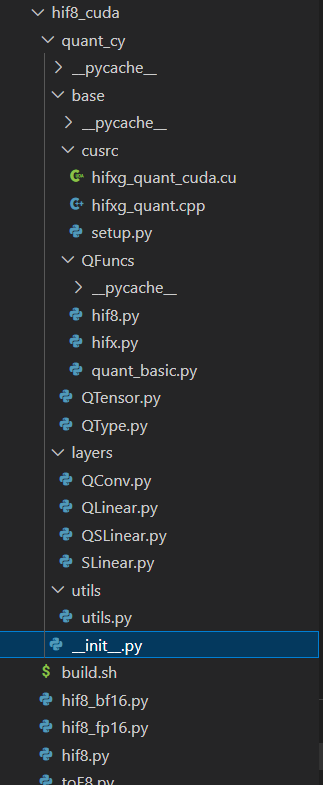 hif8_cuda
quant_cy
__pycache__
base
__pycache__
cusrc
hifxg_quant_cuda.cu
hifxg_quant.cpp
setup.py
QFuncs
__pycache__
hif8.py
hifx.py
quant_basic.py
QTensor.py
QType.py
layers
QConv.py
QLinear.py
QSLinear.py
SLinear.py
utils
utils.py
__init__.py
$ build.sh
hif8_bf16.py
hif8_fp16.py
hif8.py
toF8.py